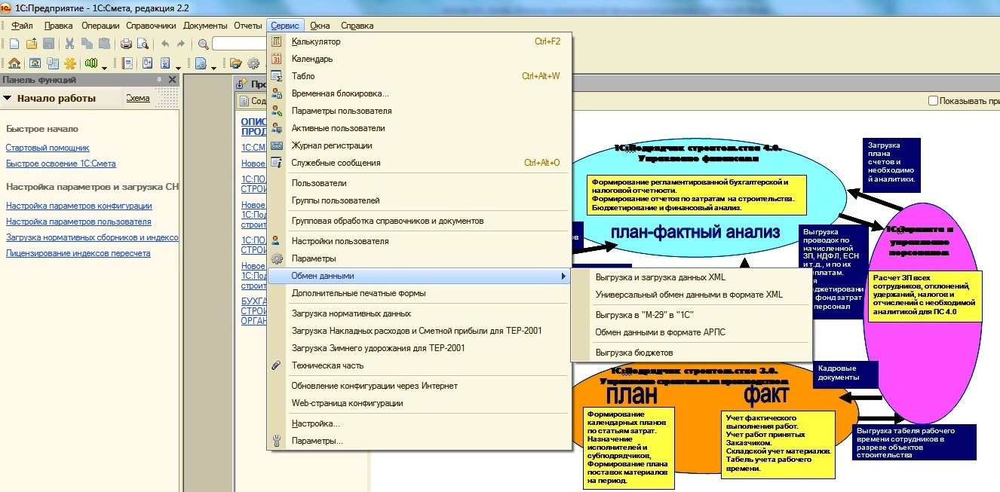 1С:Предприятие - 1С:Смета, редакция 2.2
Файл Правка Операции Справочники Документы Отчеты Сервис Окна Справка
Панель функций
Начало работы Схема
Быстрое начало
Стартовый помощник
Быстрое освоение 1С:Смета
Настройка параметров и загрузка СН
Настройка параметров конфигурации
Настройка параметров пользователя
Загрузка нормативных сборников и индексо
Лицензирование индексов пересчета
Про
Сод
ОПИС
ПРОД
1С:СМ
Новое
1С:ПО
СТРОИ
Новое
1С:Под
строит
1С:ПО
СТРОИ
Новое
1С:Под
строит
БУХГА
СТРОИ
ОРГАН
Калькулятор Ctrl+F2
Календарь
Табло Ctrl+Alt+W
Временная блокировка...
Параметры пользователя
Активные пользователи
Журнал регистрации
Служебные сообщения Ctrl+Alt+O
Пользователи
Группы пользователей
Групповая обработка справочников и документов
Настройки пользователя
Параметры
Обмен данными
Дополнительные печатные формы
Загрузка нормативных данных
Загрузка Накладных расходов и Сметной прибыли для ТЕР-2001
Загрузка Зимнего удорожания для ТЕР-2001
Техническая часть
Обновление конфигурации через Интернет
Web-страница конфигурации
Настройка...
Параметры...
Выгрузка и загрузка данных XML
Универсальный обмен данными в формате XML
Выгрузка в "М-29" в "1С"
Обмен данными в формате АРПС
Выгрузка бюджетов
Показывать при
1С:Подрядчик строительства 4.0.
Управление финансами
Формирование регламентированной бухгалтерской и
налоговой отчетности.
Формирование отчетов по затратам на строительства.
Бюджетирование и финансовый анализ.
план-фактный анализ
Загрузка
плана
счетов и
необходимо
й аналитики.
ов
Выгрузка
проводок по
начисленной
ЗП, НДФЛ, ЕСН
и т.д., и по их
платам.
я
джетировани
фонд затрат
персонал
1С:Зарплата и
управление
персоналом
Расчет ЗП всех
сотрудников, отклонений,
удержаний, налогов и
отчислений с необходимой
аналитикой для ПС 4.0
1С:Подрядчик строительства 3.0.
Управление строительным производством
план факт
Формирование
календарных планов
по статьям затрат.
Назначение
исполнителей и
субподрядчиков,
Формирование плана
поставок материалов
на период.
Учет фактического
выполнения работ.
Учет работ принятых
Заказчиком.
Складской учет материалов.
Табель учета рабочего
времени.
Кадровые
документы
Выгрузка табеля рабочего
времени сотрудников в
разрезе объектов
строительства